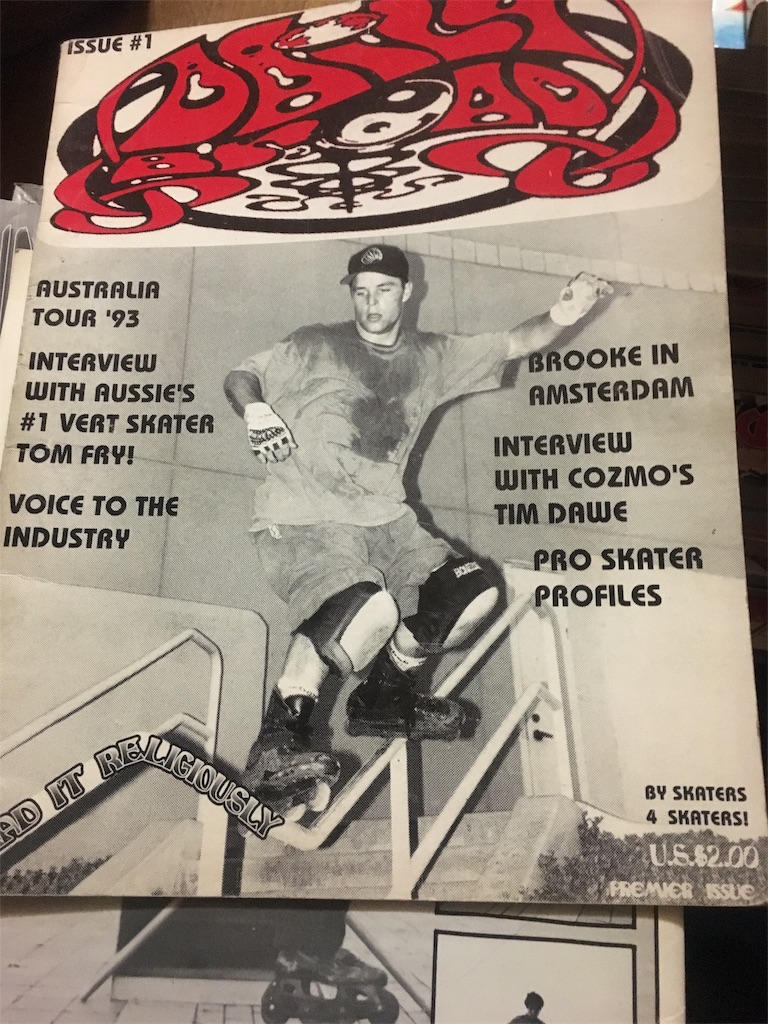 ISSUE #1
DAILY
BREAD
AUSTRALIA
TOUR '93
INTERVIEW
WITH AUSSIE'S
#1 VERT SKATER
TOM FRY!
VOICE TO THE
INDUSTRY
BROOKE IN
AMSTERDAM
INTERVIEW
WITH COZMO'S
TIM DAWE
PRO SKATER
PROFILES
AD IT RELIGIOUSLY
BY SKATERS
4 SKATERS!
U.S.$2.00
PREMIER ISSUE